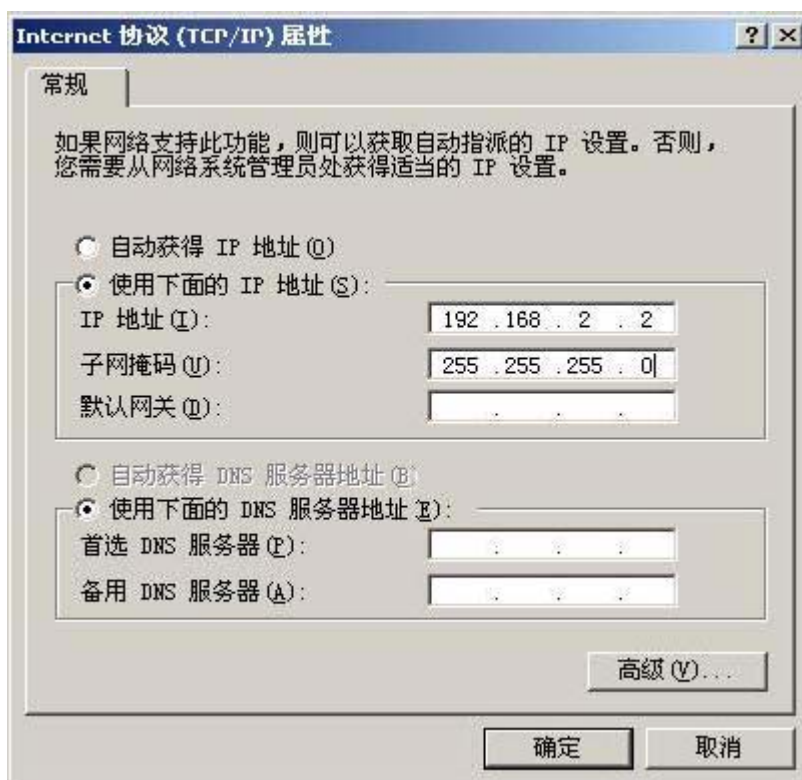 Internet 协议 (TCP/IP) 属性
常规
如果网络支持此功能，则可以获取自动指派的 IP 设置。否则，
您需要从网络系统管理员处获得适当的 IP 设置。
自动获得 IP 地址(O)
使用下面的 IP 地址(S):
IP 地址(I): 192 .168 . 2 . 2
子网掩码(U): 255 .255 .255 . 0
默认网关(D): . . .
自动获得 DNS 服务器地址(B)
使用下面的 DNS 服务器地址(E):
首选 DNS 服务器(P): . . .
备用 DNS 服务器(A): . . .
高级(V)...
确定 取消